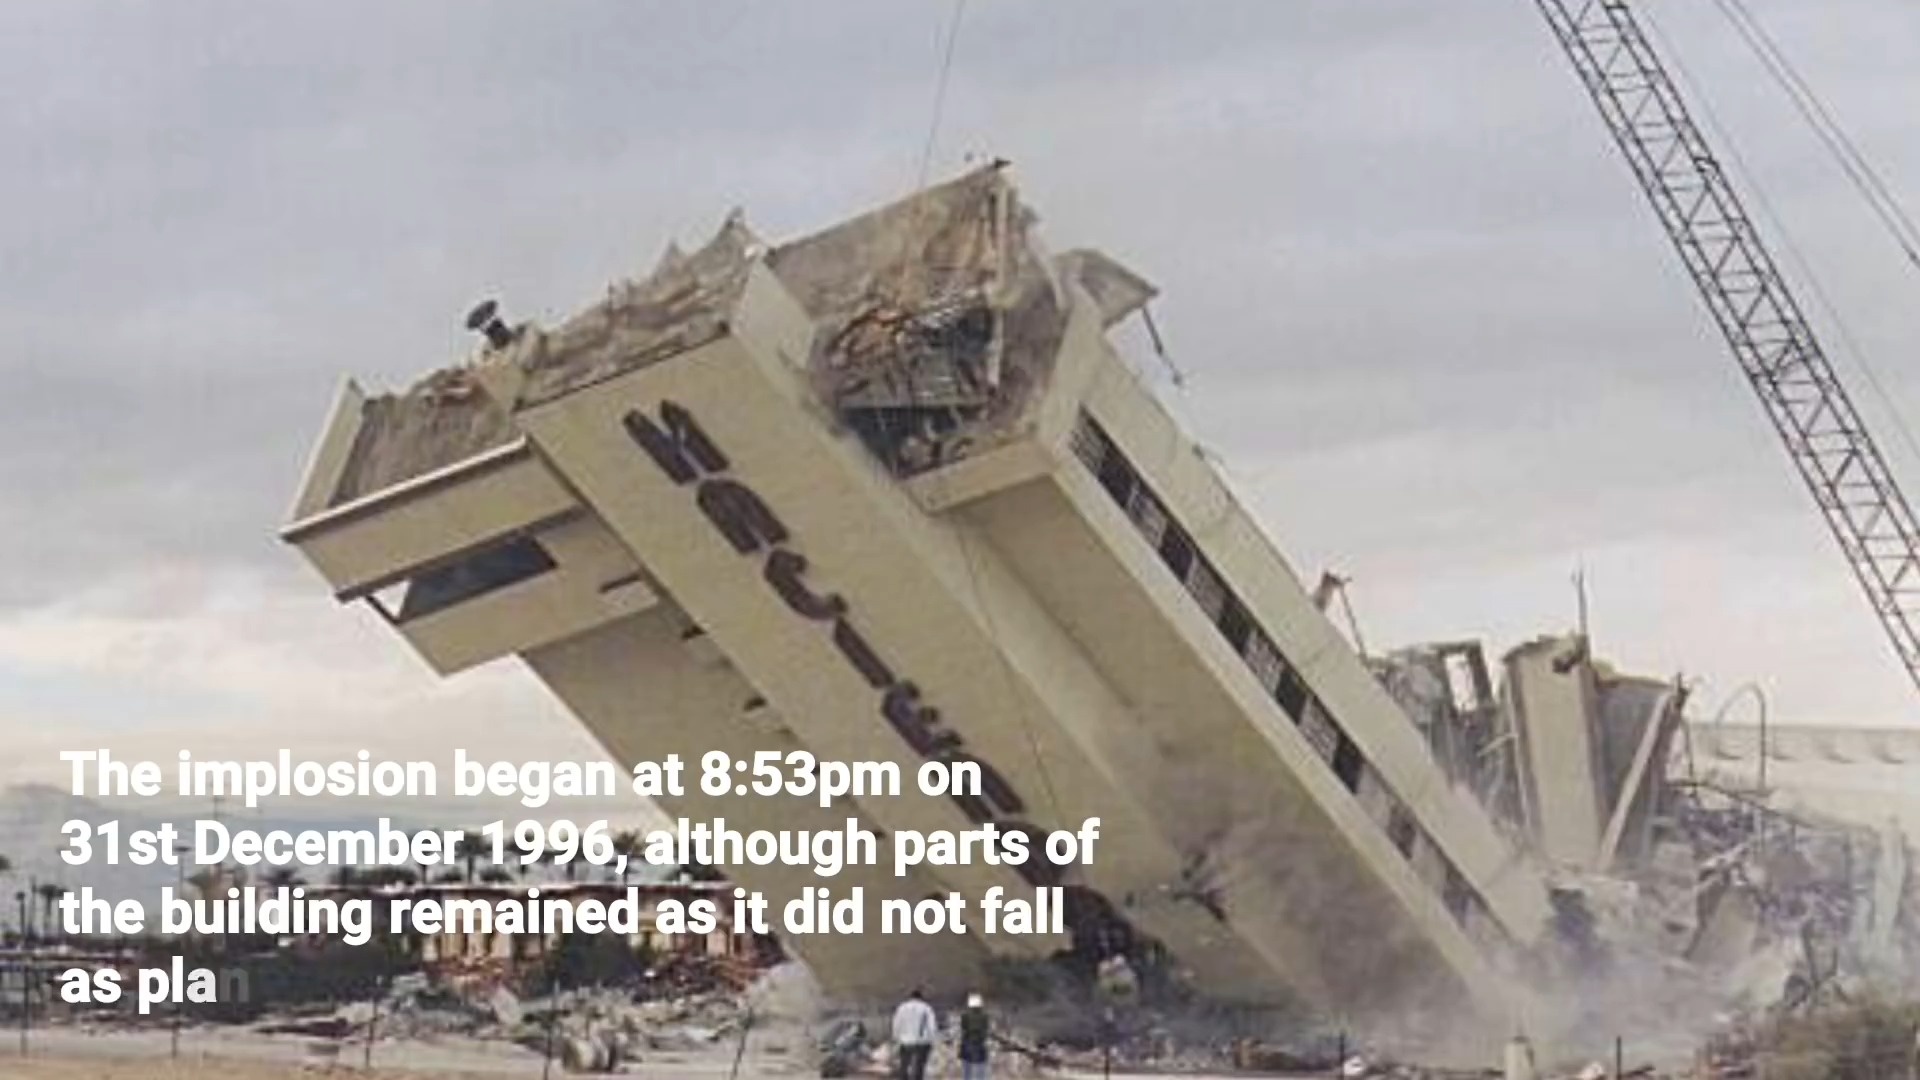 HACIENDA
The implosion began at 8:53pm on
31st December 1996, although parts of
the building remained as it did not fall
as plan